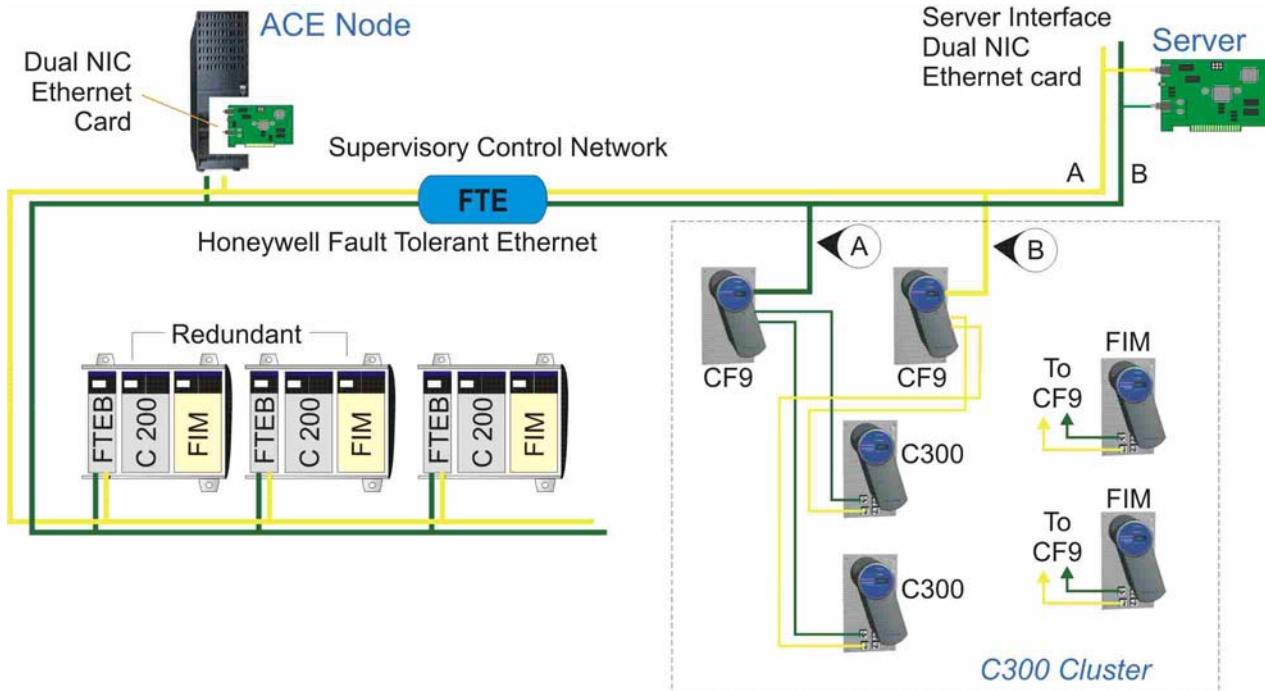 ACE Node
Dual NIC
Ethernet
Card
Server Interface
Dual NIC
Ethernet card
Server
Supervisory Control Network
A
B
FTE
Honeywell Fault Tolerant Ethernet
A
B
Redundant
FTEB
C 200
FIM
FTEB
C 200
FIM
FTEB
C 200
FIM
CF9
CF9
C300
C300
FIM
To
CF9
FIM
To
CF9
C300 Cluster